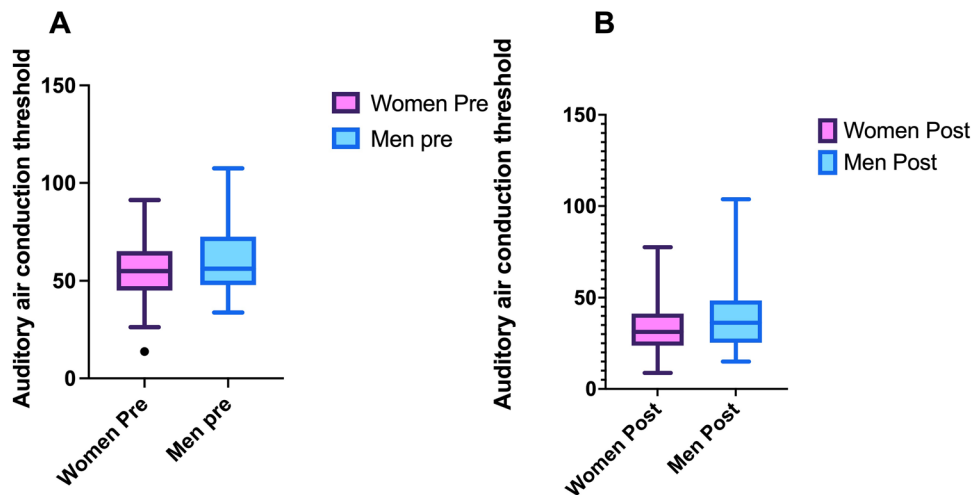 A
Auditory air conduction threshold
150
100
50
0
Women Pre
Men pre
Women Pre
Men pre
B
Auditory air conduction threshold
150
100
50
0
Women Post
Men Post
Women Post
Men Post